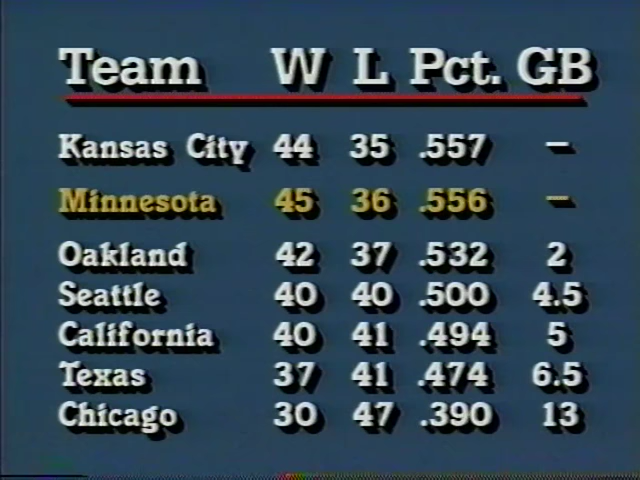 Team W L Pct. GB
Kansas City 44 35 .557 –
Minnesota 45 36 .556 –
Oakland 42 37 .532 2
Seattle 40 40 .500 4.5
California 40 41 .494 5
Texas 37 41 .474 6.5
Chicago 30 47 .390 13